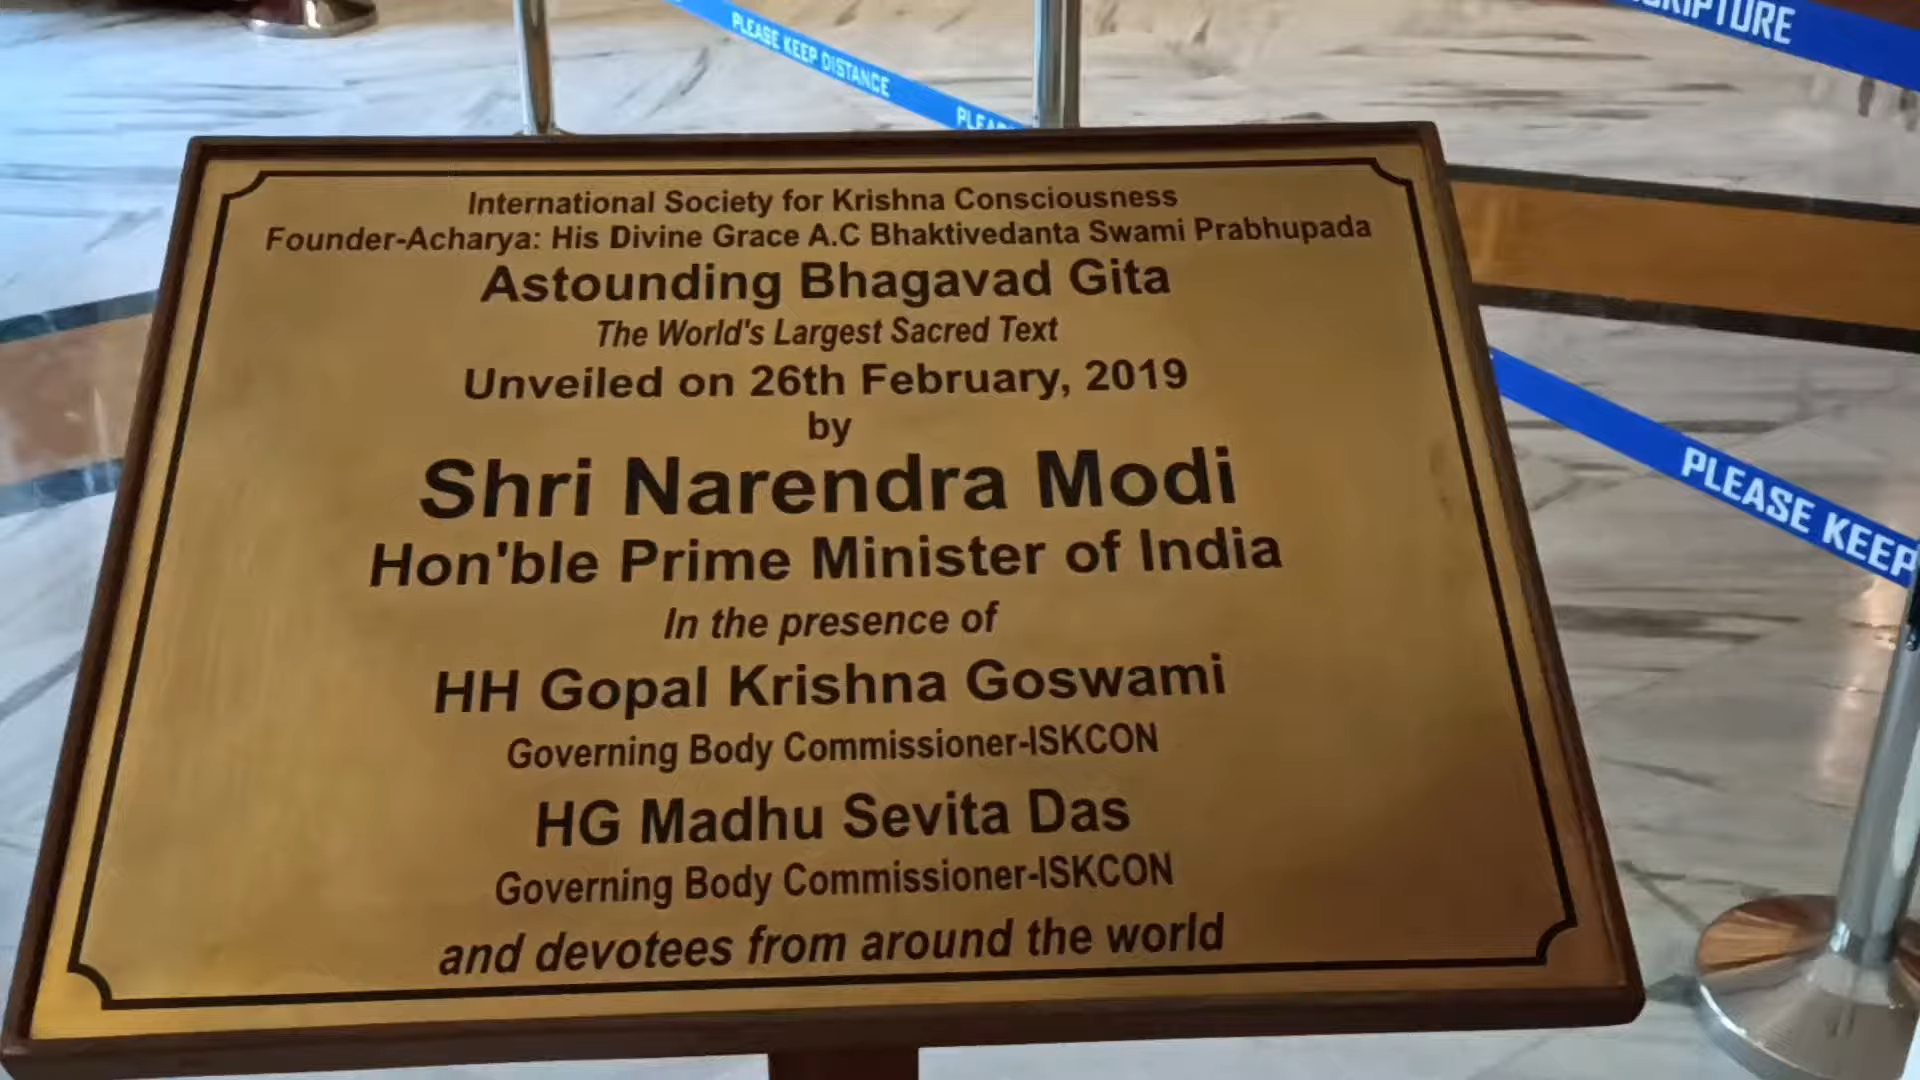 PLEASE KEEP DISTANCE
International Society for Krishna Consciousness
Founder-Acharya: His Divine Grace A.C Bhaktivedanta Swami Prabhupada
Astounding Bhagavad Gita
The World's Largest Sacred Text
Unveiled on 26th February, 2019
by
Shri Narendra Modi
Hon'ble Prime Minister of India
In the presence of
HH Gopal Krishna Goswami
Governing Body Commissioner-ISKCON
HG Madhu Sevita Das
Governing Body Commissioner-ISKCON
and devotees from around the world
PLEASE KEEP